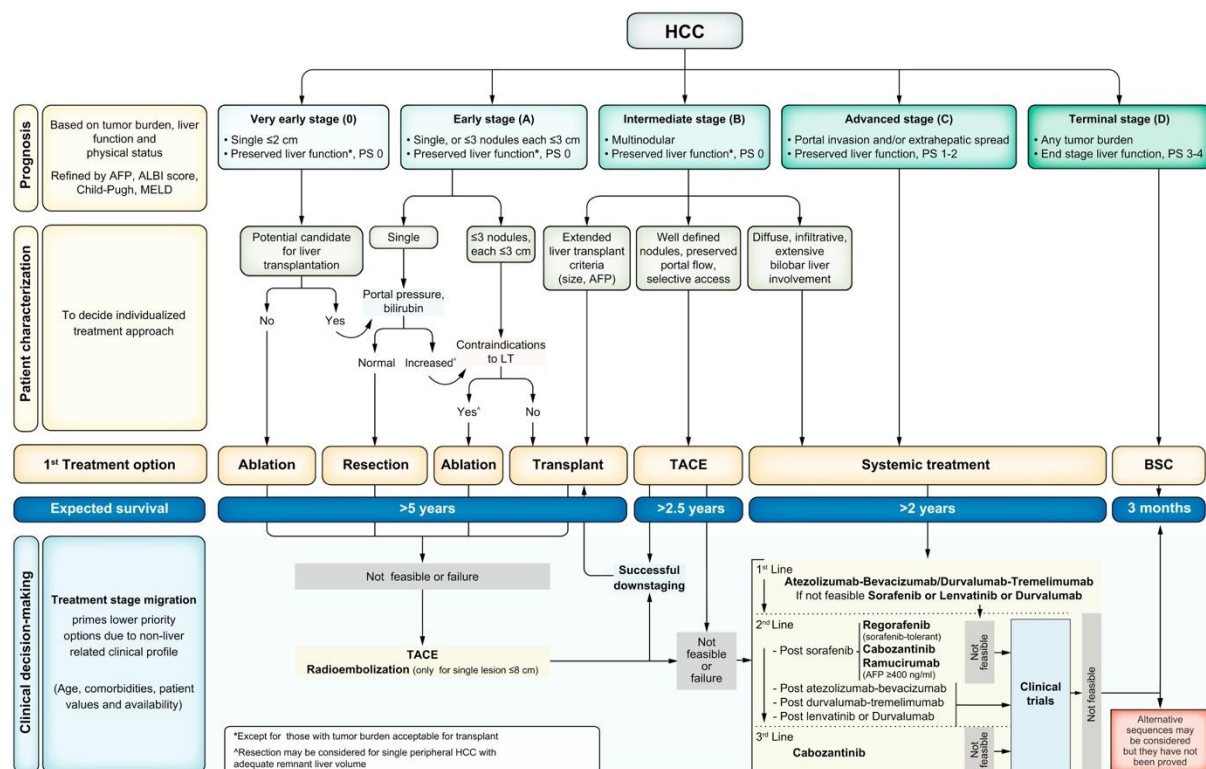 HCC
Prognosis
Based on tumor burden, liver
function and
physical status
Refined by AFP, ALBI score,
Child-Pugh, MELD
Very early stage (0)
• Single ≤2 cm
• Preserved liver function*, PS 0
Early stage (A)
• Single, or ≤3 nodules each ≤3 cm
• Preserved liver function*, PS 0
Intermediate stage (B)
• Multinodular
• Preserved liver function*, PS 0
Advanced stage (C)
• Portal invasion and/or extrahepatic spread
• Preserved liver function, PS 1-2
Terminal stage (D)
• Any tumor burden
• End stage liver function, PS 3-4
Patient characterization
To decide individualized
treatment approach
Potential candidate
for liver
transplantation
Single
≤3 nodules,
each ≤3 cm
Extended
liver transplant
criteria
(size, AFP)
Well defined
nodules, preserved
portal flow,
selective access
Diffuse, infiltrative,
extensive
bilobar liver
involvement
Portal pressure,
bilirubin
No
Yes
Normal
Increased^
Contraindications
to LT
Yes^
No
1st Treatment option
Ablation
Resection
Ablation
Transplant
TACE
Systemic treatment
BSC
Expected survival
>5 years
>2.5 years
>2 years
3 months
Clinical decision-making
Treatment stage migration
primes lower priority
options due to non-liver
related clinical profile
(Age, comorbidities, patient
values and availability)
Not feasible or failure
Successful
downstaging
TACE
Radioembolization (only for single lesion ≤8 cm)
Not
feasible
or
failure
1st Line
Atezolizumab-Bevacizumab/Durvalumab-Tremelimumab
If not feasible Sorafenib or Lenvatinib or Durvalumab
2nd Line
- Post sorafenib
Regorafenib
(sorafenib-tolerant)
Cabozantinib
Ramucirumab
(AFP ≥400 ng/ml)
Not
feasible
- Post atezolizumab-bevacizumab
- Post durvalumab-tremelimumab
- Post lenvatinib or Durvalumab
Clinical
trials
Not feasible
3rd Line
Cabozantinib
Not
feasible
Alternative
sequences may
be considered
but they have not
been proved
*Except for those with tumor burden acceptable for transplant
^Resection may be considered for single peripheral HCC with
adequate remnant liver volume